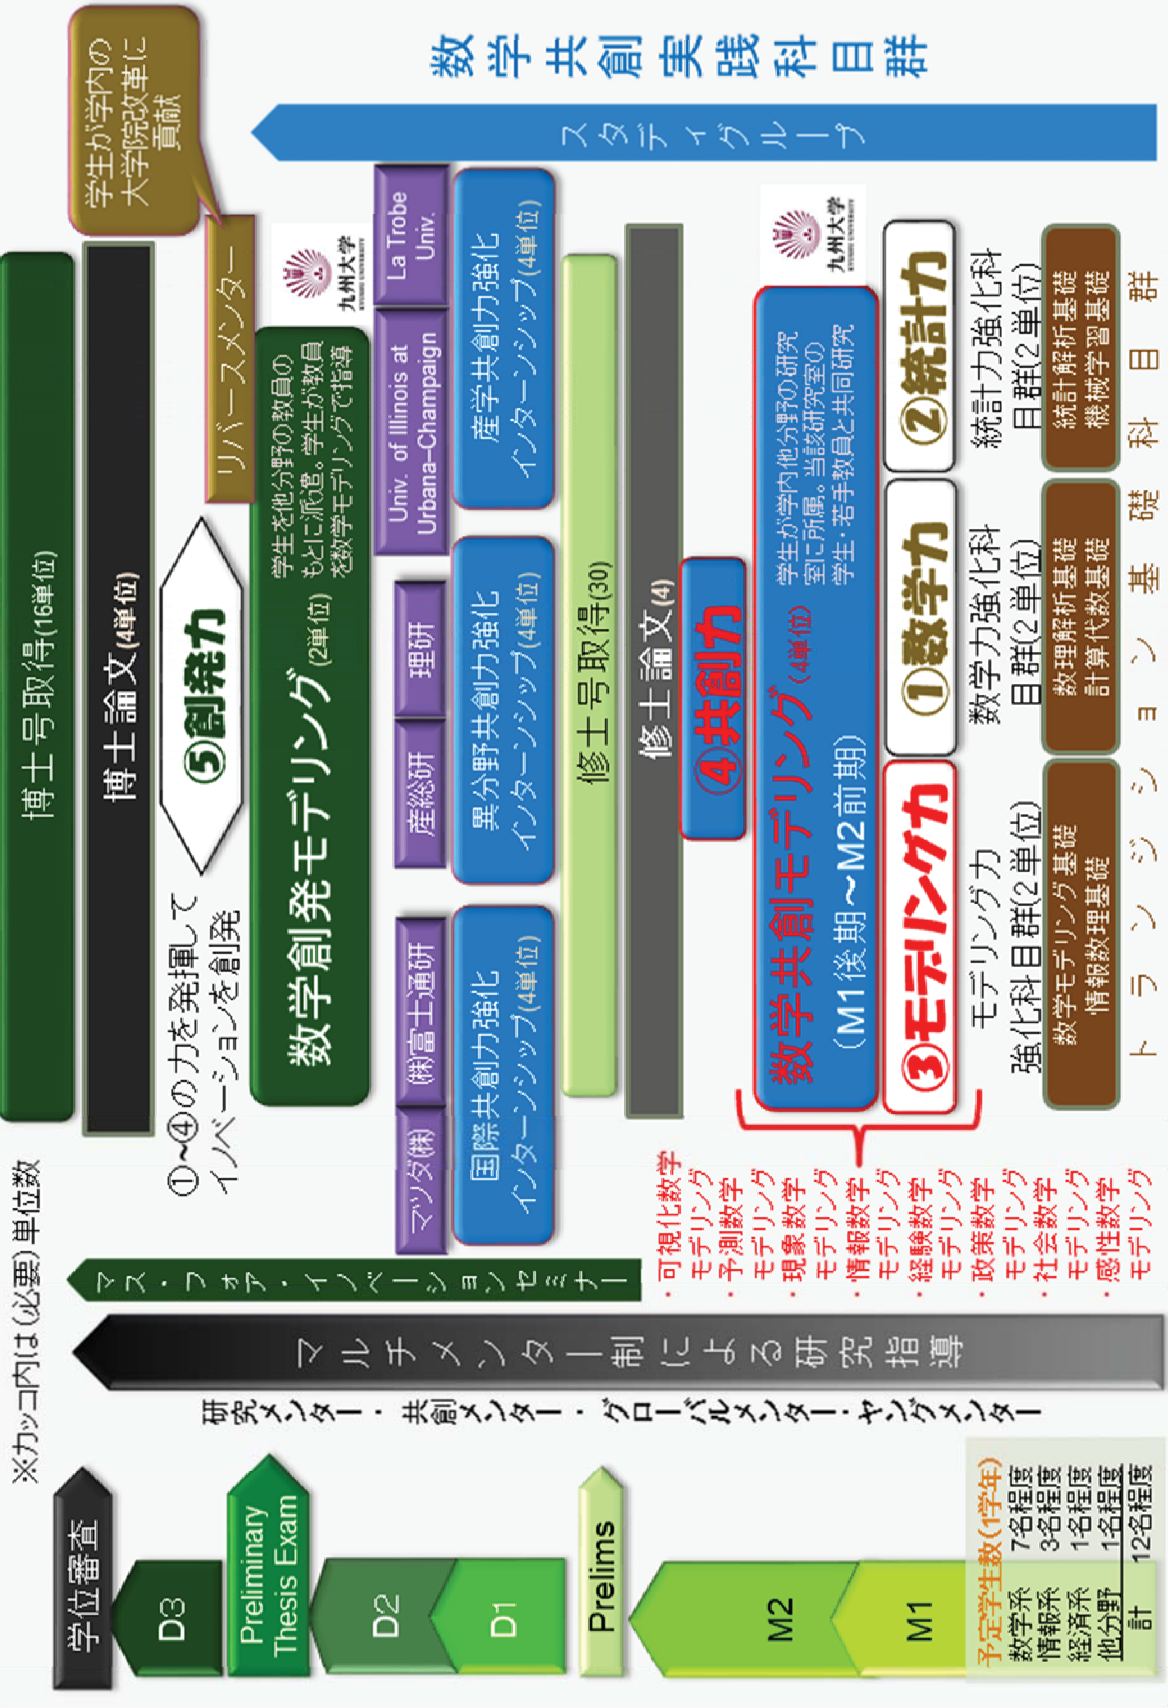 ※カッコ内は(必要)単位数
学位審査
D3
Preliminary
Thesis Exam
D2
D1
Prelims
M2
M1
予定学生数(1学年)
数学系 7名程度
情報系 3名程度
経済系 1名程度
他分野 1名程度
計 12名程度
研究メンター・共創メンター・グローバルメンター・ヤングメンター
マルチメンター制による研究指導
マス・フォア・イノベーションセミナー
博士号取得(16単位)
博士論文(4単位)
①~④の力を発揮して
イノベーションを創発
⑤創発力
リバースメンター
学生が学内の
大学院改革に
貢献
数学創発モデリング(2単位)
学生を他分野の教員の
もとに派遣。学生が教員
を数学モデリングで指導
九州大学
KYUSHU UNIVERSITY
マツダ(株)
(株)富士通研
産総研
理研
Univ. of Illinois at
Urbana–Champaign
La Trobe
Univ.
国際共創力強化
インターンシップ(4単位)
異分野共創力強化
インターンシップ(4単位)
産学共創力強化
インターンシップ(4単位)
修士号取得(30)
修士論文(4)
④共創力
数学共創モデリング(4単位)
(M1後期~M2前期)
学生が学内他分野の研究
室に所属。当該研究室の
学生・若手教員と共同研究
九州大学
KYUSHU UNIVERSITY
・可視化数学
モデリング
・予測数学
モデリング
・現象数学
モデリング
・情報数学
モデリング
・経験数学
モデリング
・政策数学
モデリング
・社会数学
モデリング
・感性数学
モデリング
③モデリング力
①数学力
②統計力
モデリング力
強化科目群(2単位)
数学力強化科
目群(2単位)
統計力強化科
目群(2単位)
数学モデリング基礎
情報数理基礎
数理解析基礎
計算代数基礎
統計解析基礎
機械学習基礎
トランジション基礎科目群
スタディグループ
数学共創実践科目群